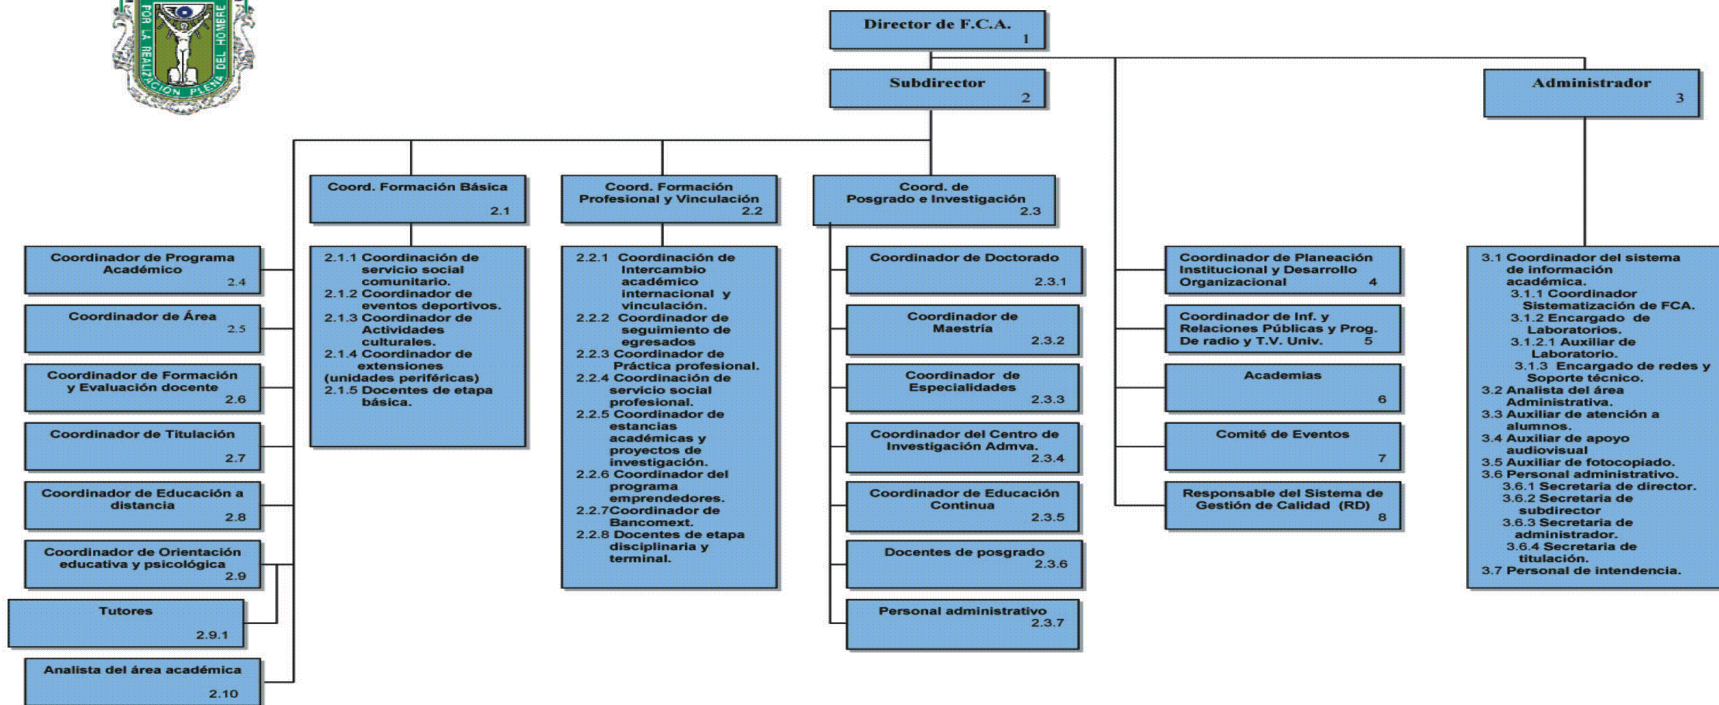 POR LA REALIZACIÓN PLENA DEL HOMBRE
Director de F.C.A.
1
Subdirector
2
Administrador
3
Coord. Formación Básica
2.1
Coord. Formación
Profesional y Vinculación
2.2
Coord. de
Posgrado e Investigación
2.3
Coordinador de Programa
Académico
2.4
Coordinador de Área
2.5
Coordinador de Formación
y Evaluación docente
2.6
Coordinador de Titulación
2.7
Coordinador de Educación a
distancia
2.8
Coordinador de Orientación
educativa y psicológica
2.9
Tutores
2.9.1
Analista del área académica
2.10
2.1.1 Coordinación de
servicio social
comunitario.
2.1.2 Coordinador de
eventos deportivos.
2.1.3 Coordinador de
Actividades
culturales.
2.1.4 Coordinador de
extensiones
(unidades periféricas)
2.1.5 Docentes de etapa
básica.
2.2.1 Coordinación de
Intercambio
académico
internacional y
vinculación.
2.2.2 Coordinador de
seguimiento de
egresados
2.2.3 Coordinador de
Práctica profesional.
2.2.4 Coordinación de
servicio social
profesional.
2.2.5 Coordinador de
estancias
académicas y
proyectos de
investigación.
2.2.6 Coordinador del
programa
emprendedores.
2.2.7Coordinador de
Bancomext.
2.2.8 Docentes de etapa
disciplinaria y
terminal.
Coordinador de Doctorado
2.3.1
Coordinador de
Maestría
2.3.2
Coordinador de
Especialidades
2.3.3
Coordinador del Centro de
Investigación Admva.
2.3.4
Coordinador de Educación
Continua
2.3.5
Docentes de posgrado
2.3.6
Personal administrativo
2.3.7
Coordinador de Planeación
Institucional y Desarrollo
Organizacional 4
Coordinador de Inf. y
Relaciones Públicas y Prog.
De radio y T.V. Univ. 5
Academias
6
Comité de Eventos
7
Responsable del Sistema de
Gestión de Calidad (RD)
8
3.1 Coordinador del sistema
de información
académica.
3.1.1 Coordinador
Sistematización de FCA.
3.1.2 Encargado de
Laboratorios.
3.1.2.1 Auxiliar de
Laboratorio.
3.1.3 Encargado de redes y
Soporte técnico.
3.2 Analista del área
Administrativa.
3.3 Auxiliar de atención a
alumnos.
3.4 Auxiliar de apoyo
audiovisual
3.5 Auxiliar de fotocopiado.
3.6 Personal administrativo.
3.6.1 Secretaria de director.
3.6.2 Secretaria de
subdirector
3.6.3 Secretaria de
administrador.
3.6.4 Secretaria de
titulación.
3.7 Personal de intendencia.